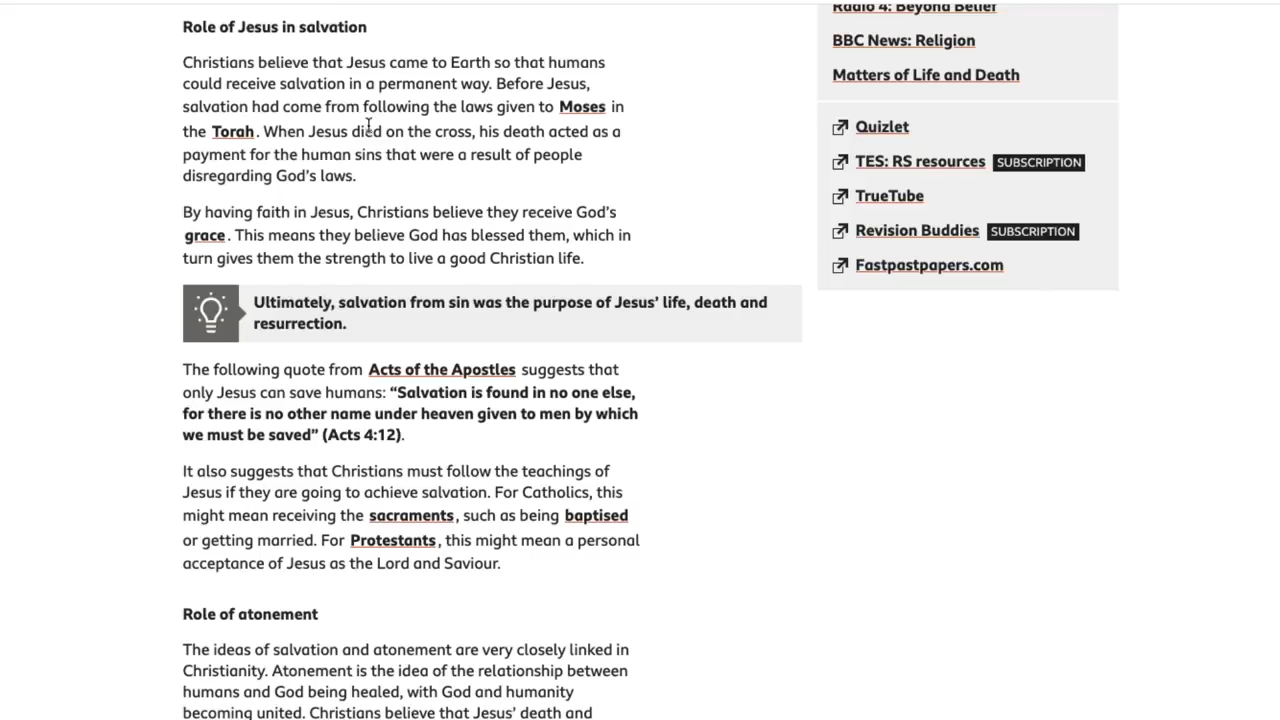 Role of Jesus in salvation
Christians believe that Jesus came to Earth so that humans
could receive salvation in a permanent way. Before Jesus,
salvation had come from following the laws given to Moses in
the Torah. When Jesus died on the cross, his death acted as a
payment for the human sins that were a result of people
disregarding God’s laws.
By having faith in Jesus, Christians believe they receive God’s
grace. This means they believe God has blessed them, which in
turn gives them the strength to live a good Christian life.
Ultimately, salvation from sin was the purpose of Jesus’ life, death and
resurrection.
The following quote from Acts of the Apostles suggests that
only Jesus can save humans: “Salvation is found in no one else,
for there is no other name under heaven given to men by which
we must be saved” (Acts 4:12).
It also suggests that Christians must follow the teachings of
Jesus if they are going to achieve salvation. For Catholics, this
might mean receiving the sacraments, such as being baptised
or getting married. For Protestants, this might mean a personal
acceptance of Jesus as the Lord and Saviour.
Role of atonement
The ideas of salvation and atonement are very closely linked in
Christianity. Atonement is the idea of the relationship between
humans and God being healed, with God and humanity
becoming united. Christians believe that Jesus’ death and
Radio 4: Beyond Belief
BBC News: Religion
Matters of Life and Death
Quizlet
TES: RS resources SUBSCRIPTION
TrueTube
Revision Buddies SUBSCRIPTION
Fastpastpapers.com